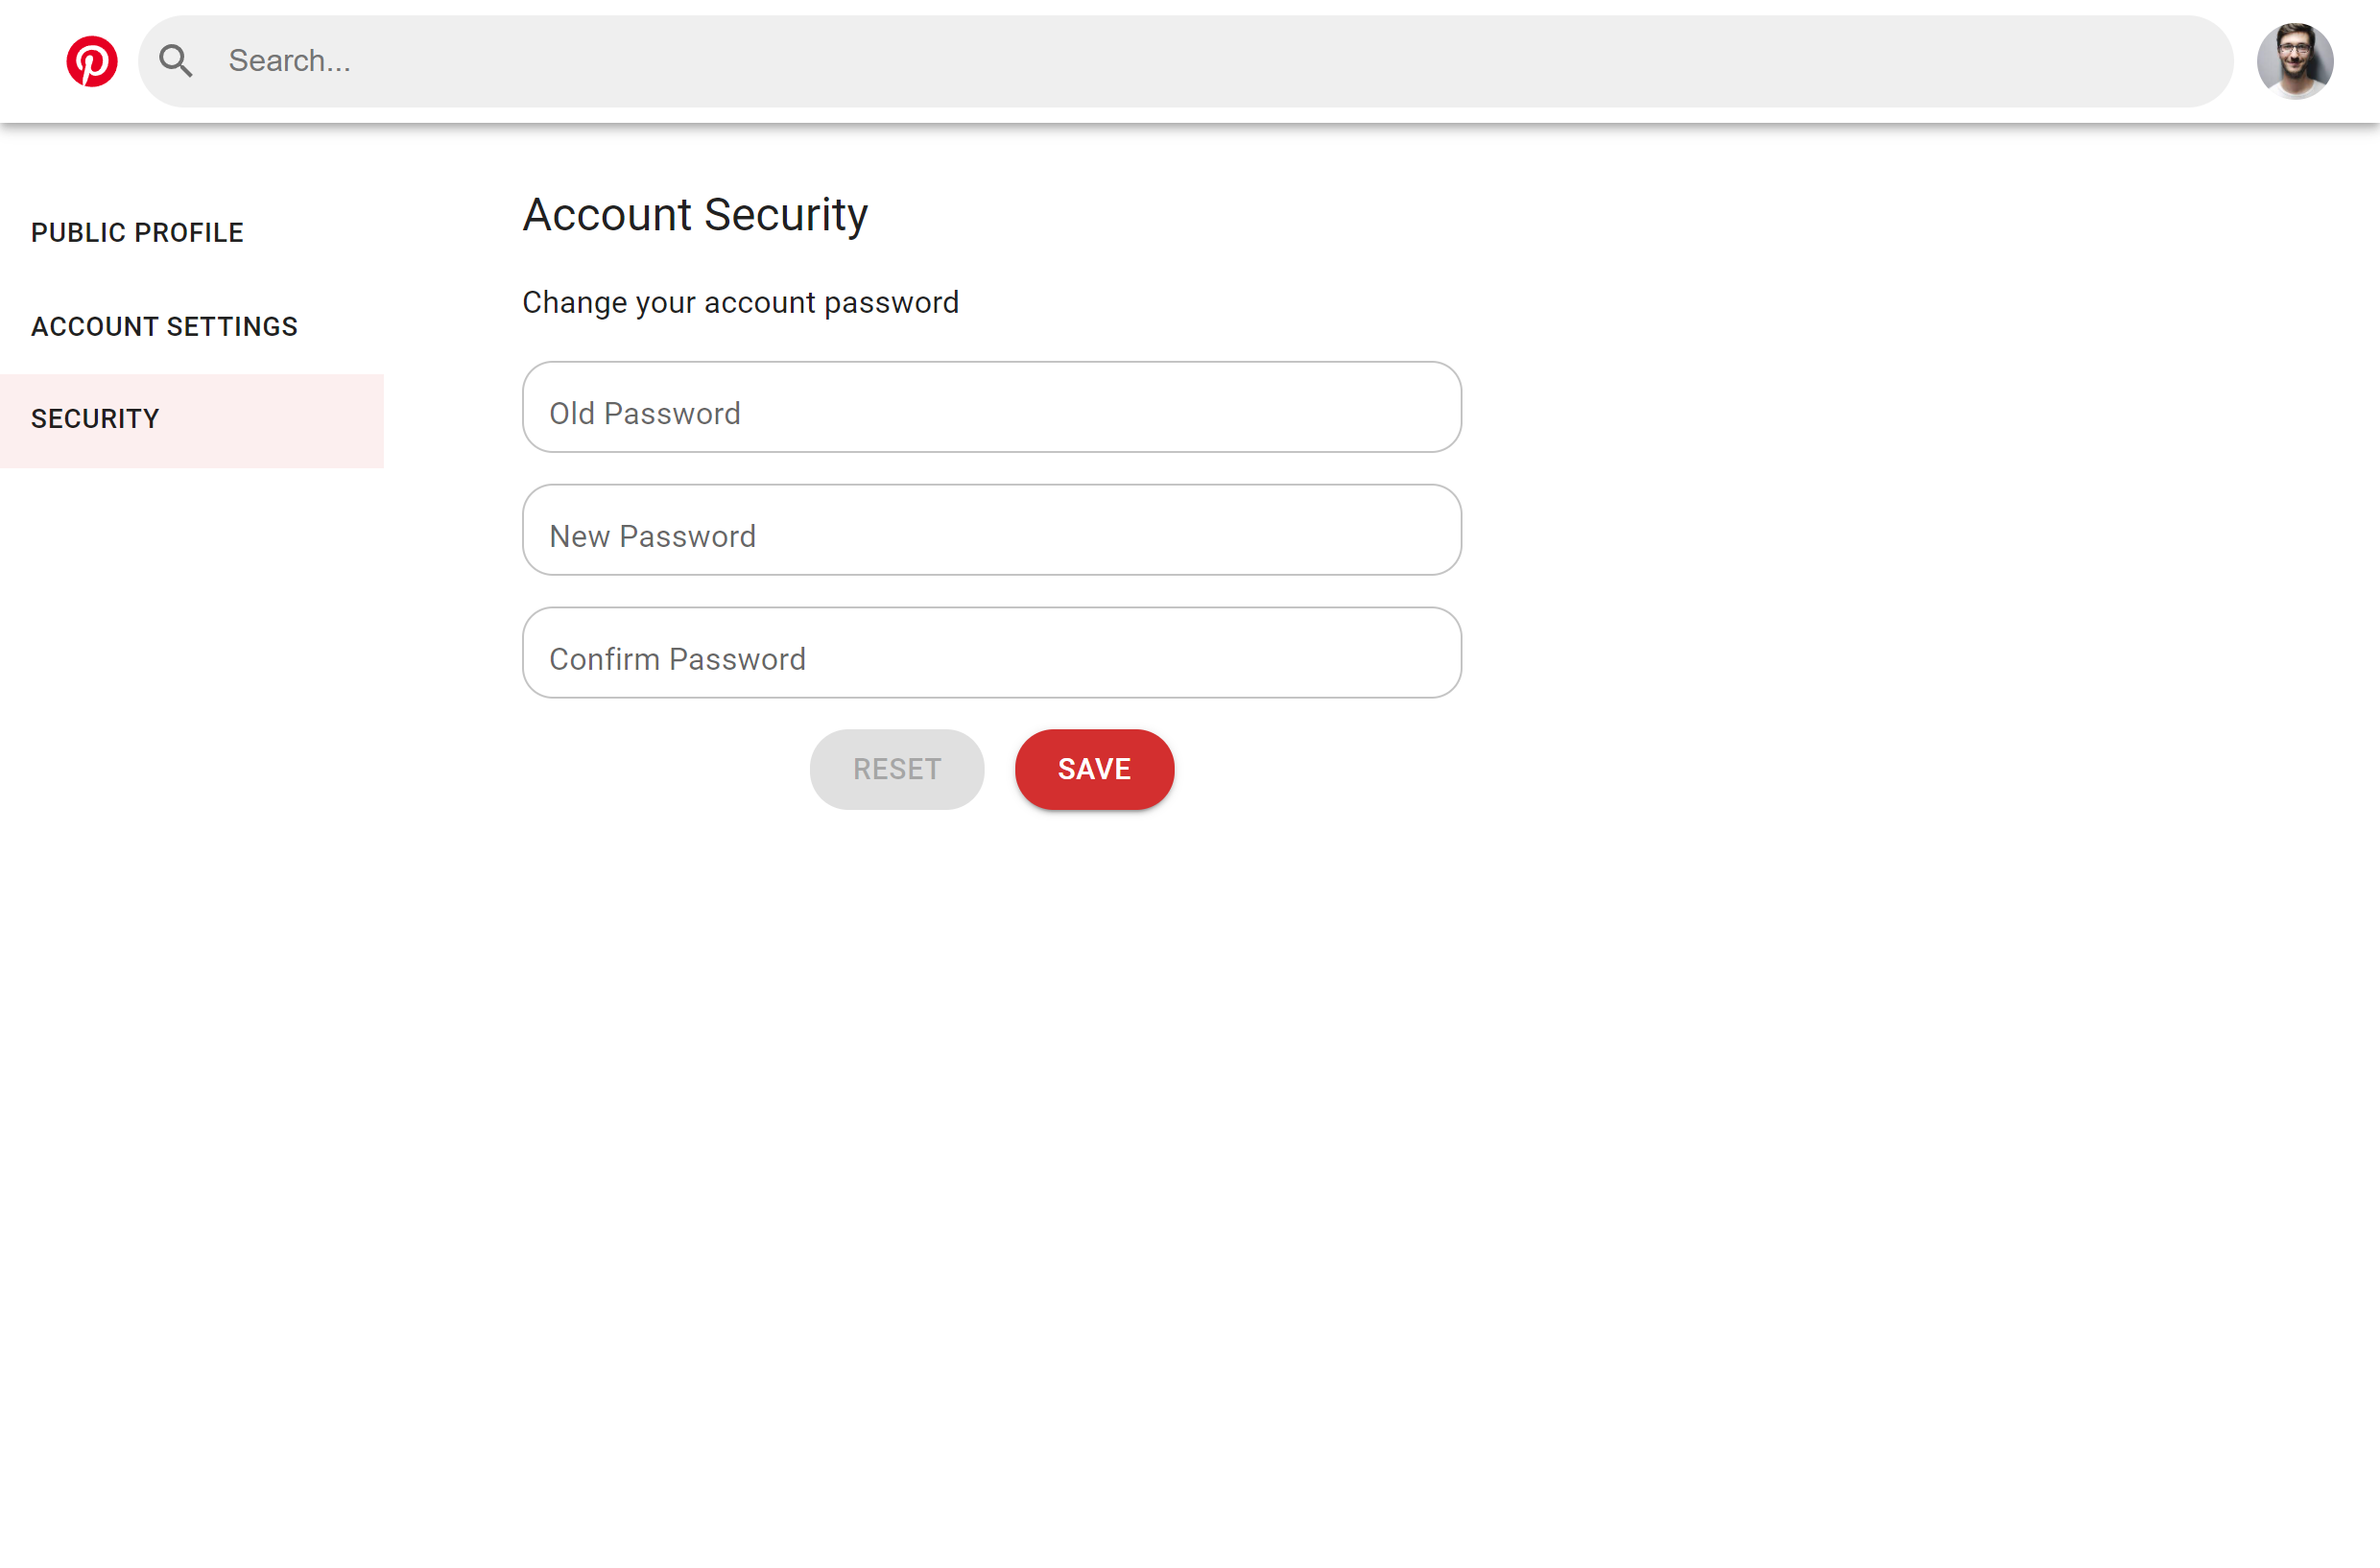 Search...
PUBLIC PROFILE
ACCOUNT SETTINGS
SECURITY
Account Security
Change your account password
Old Password
New Password
Confirm Password
RESET
SAVE